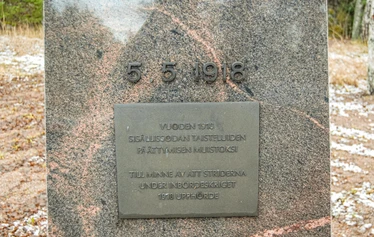 5 5 1918
VUODEN 1918
SISÄLLISSODAN TAISTELUIDEN
PÄÄTTYMISEN MUISTOKSI
TILL MINNE AV ATT STRIDERNA
UNDER INBÖRDESKRIGET
1918 UPPHÖRDE